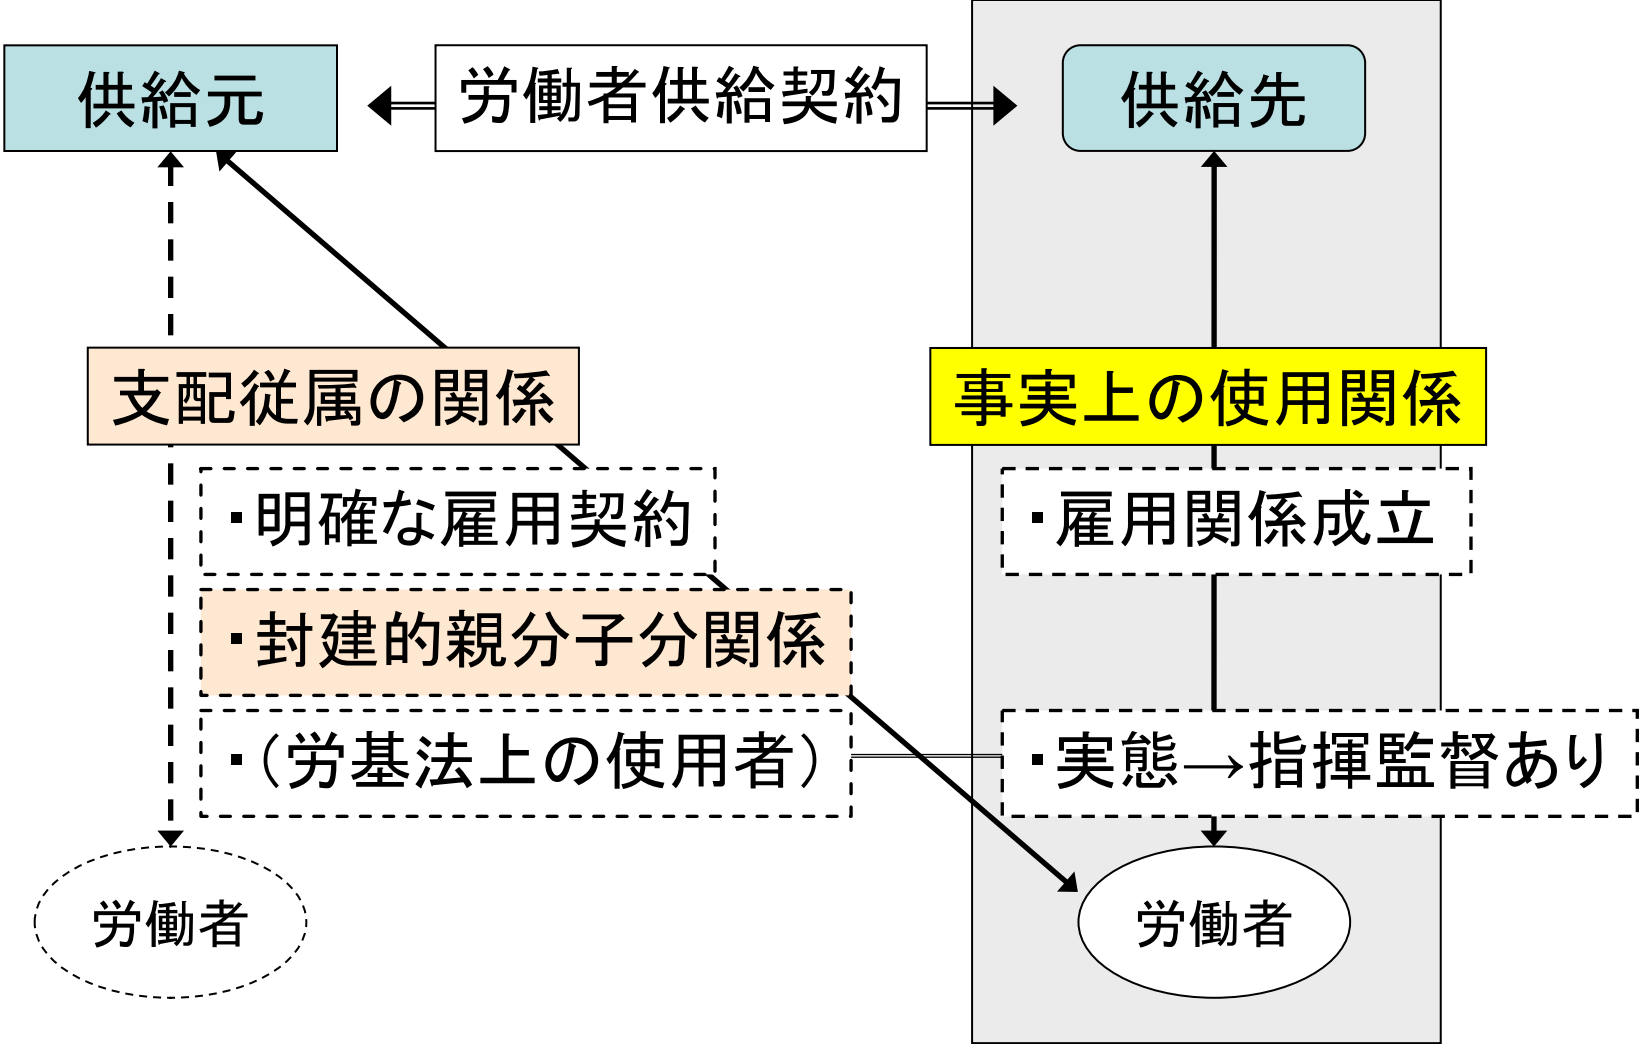 供給元
労働者供給契約
供給先
支配従属の関係
事実上の使用関係
・明確な雇用契約
・雇用関係成立
・封建的親分子分関係
・（労基法上の使用者）
・実態→指揮監督あり
労働者
労働者